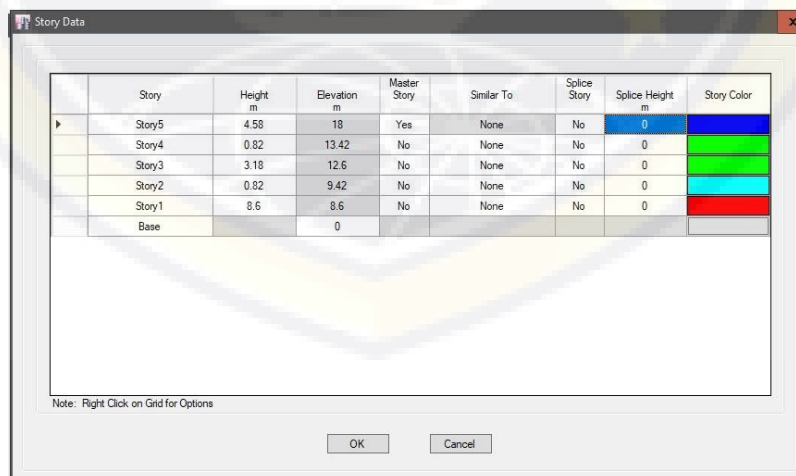 Story Data
x
Story Height m Elevation m Master Story Similar To Splice Story Splice Height m Story Color
Story5 4.58 18 Yes None No 0
Story4 0.82 13.42 No None No 0
Story3 3.18 12.6 No None No 0
Story2 0.82 9.42 No None No 0
Story1 8.6 8.6 No None No 0
Base 0
Note: Right Click on Grid for Options
OK Cancel